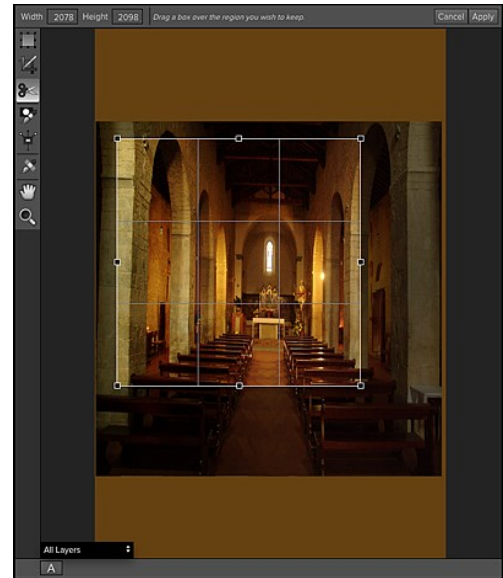 Width 2078 Height 2098 Drag a box over the region you wish to keep. Cancel Apply
All Layers
A